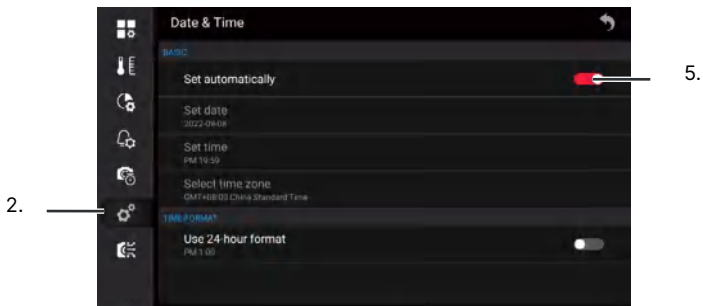 Date & Time
BASIC
Set automatically
5.
Set date
2022-09-08
Set time
PM 19:59
Select time zone
GMT+08:00 China Standard Time
2.
TIME FORMAT
Use 24-hour format
PM 1:00